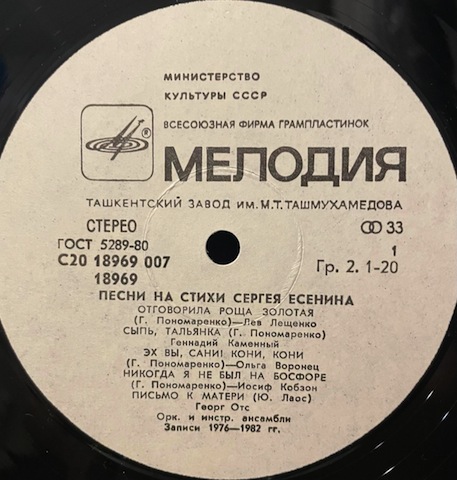 МИНИСТЕРСТВО
КУЛЬТУРЫ СССР
®
ВСЕСОЮЗНАЯ ФИРМА ГРАМПЛАСТИНОК
МЕЛОДИЯ
ТАШКЕНТСКИЙ ЗАВОД ИМ. М.Т. ТАШМУХАМЕДОВА
СТЕРЕО 33
ГОСТ 5289-80 1
С20 18969 007 Гр. 2. 1-20
18969
ПЕСНИ НА СТИХИ СЕРГЕЯ ЕСЕНИНА
ОТГОВОРИЛА РОЩА ЗОЛОТАЯ
(Г. Пономаренко)—Лев Лещенко
СЫПЬ, ТАЛЬЯНКА (Г. Пономаренко)
Геннадий Каменный
ЭХ ВЫ, САНИ! КОНИ, КОНИ
(Г. Пономаренко)—Ольга Воронец
НИКОГДА Я НЕ БЫЛ НА БОСФОРЕ
(Г. Пономаренко)—Иосиф Кобзон
ПИСЬМО К МАТЕРИ (Ю. Лаос)
Георг Отс
Орк. и инстр. ансамбли
Записи 1976—1982 гг.